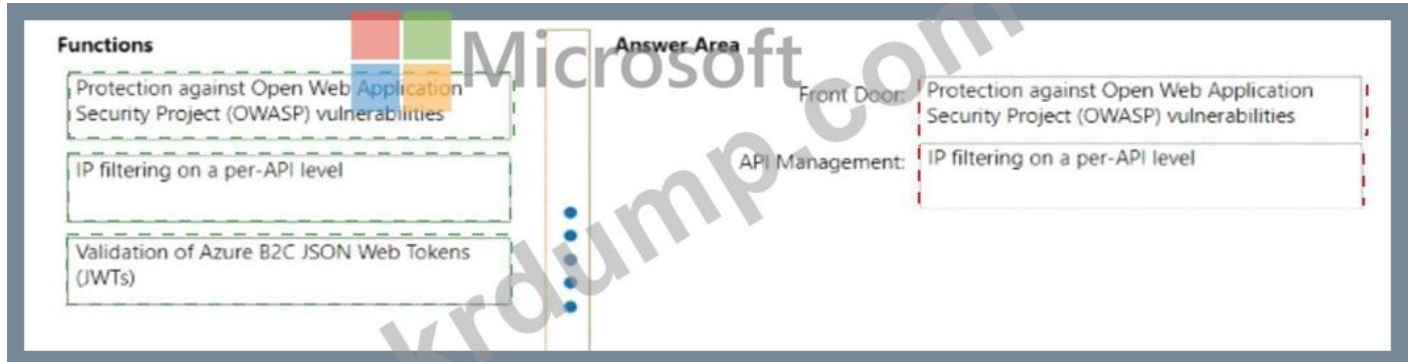 Functions
Protection against Open Web Application
Security Project (OWASP) vulnerabilities
IP filtering on a per-API level
Validation of Azure B2C JSON Web Tokens
(JWTs)
Microsoft
Answer Area
Front Door:
Protection against Open Web Application
Security Project (OWASP) vulnerabilities
API Management:
IP filtering on a per-API level
krdump.com